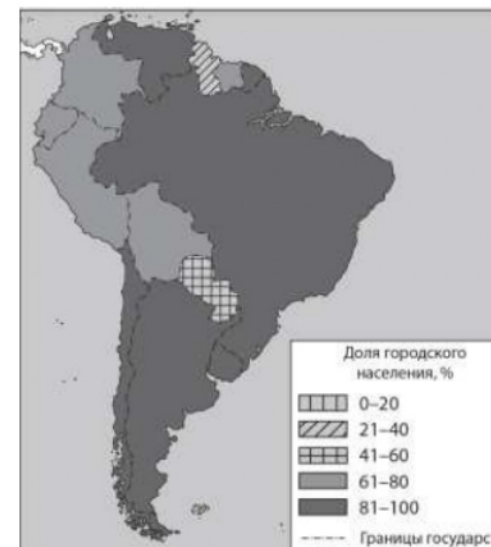 Доля городского
населения, %
0–20
21–40
41–60
61–80
81–100
Границы государс